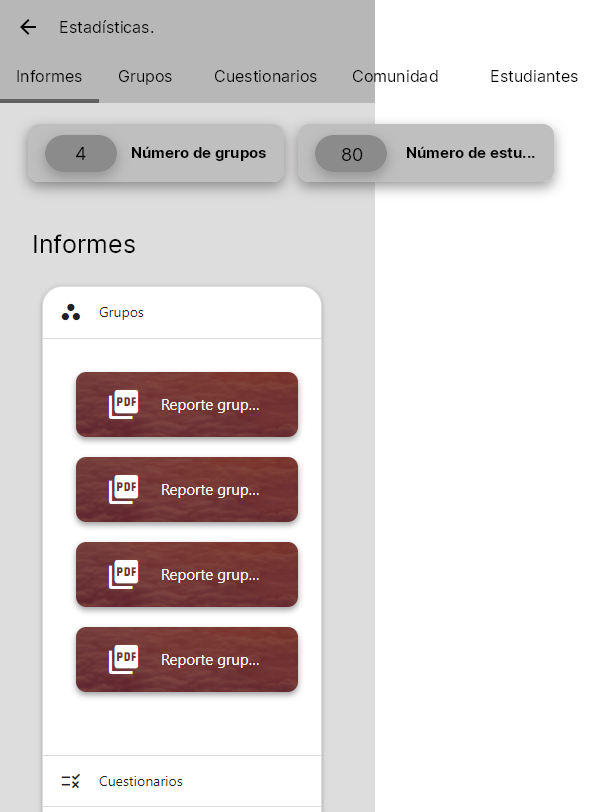 Estadísticas.
Informes Grupos Cuestionarios Comunidad Estudiantes
4 Número de grupos 80 Número de estu...
Informes
Grupos
PDF Reporte grup...
PDF Reporte grup...
PDF Reporte grup...
PDF Reporte grup...
Cuestionarios